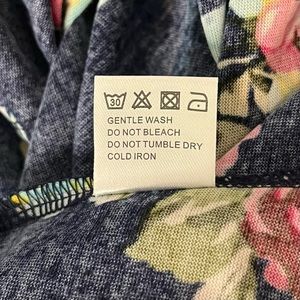 30
GENTLE WASH
DO NOT BLEACH
DO NOT TUMBLE DRY
COLD IRON